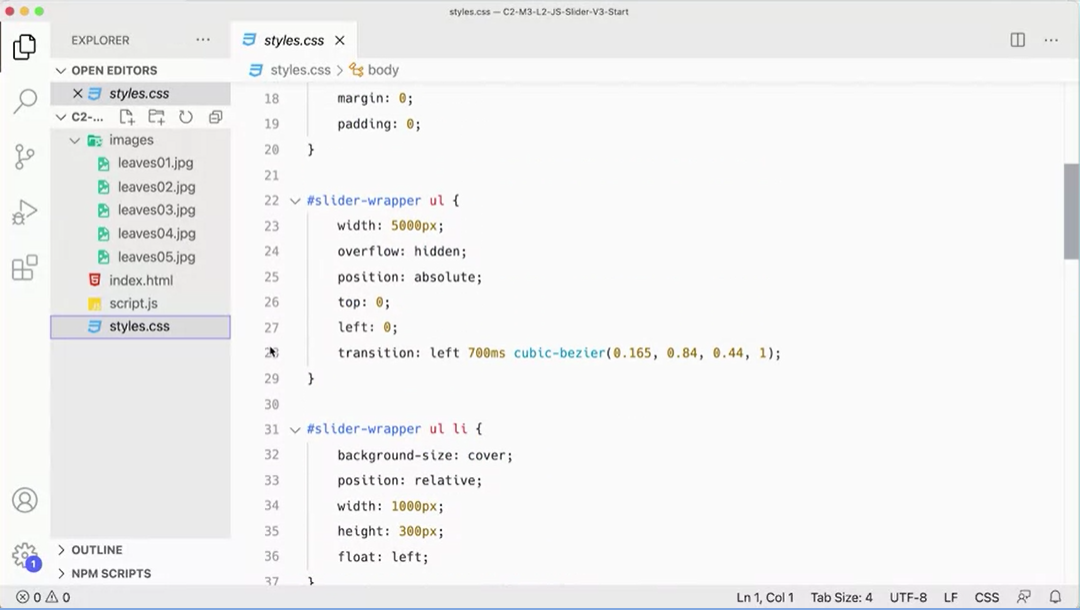 styles.css — C2-M3-L2-JS-Slider-V3-Start
EXPLORER
styles.css
OPEN EDITORS
styles.css
C2-...
images
leaves01.jpg
leaves02.jpg
leaves03.jpg
leaves04.jpg
leaves05.jpg
index.html
script.js
styles.css
OUTLINE
NPM SCRIPTS
styles.css > body
18 margin: 0;
19 padding: 0;
20 }
21
22 #slider-wrapper ul {
23 width: 5000px;
24 overflow: hidden;
25 position: absolute;
26 top: 0;
27 left: 0;
transition: left 700ms cubic-bezier(0.165, 0.84, 0.44, 1);
29 }
30
31 #slider-wrapper ul li {
32 background-size: cover;
33 position: relative;
34 width: 1000px;
35 height: 300px;
36 float: left;
37 }
1
0 0 Ln 1, Col 1 Tab Size: 4 UTF-8 LF CSS